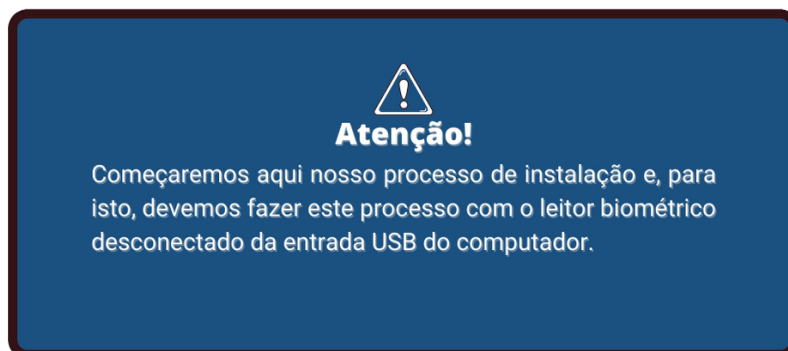 Atenção!
Começaremos aqui nosso processo de instalação e, para
isto, devemos fazer este processo com o leitor biométrico
desconectado da entrada USB do computador.